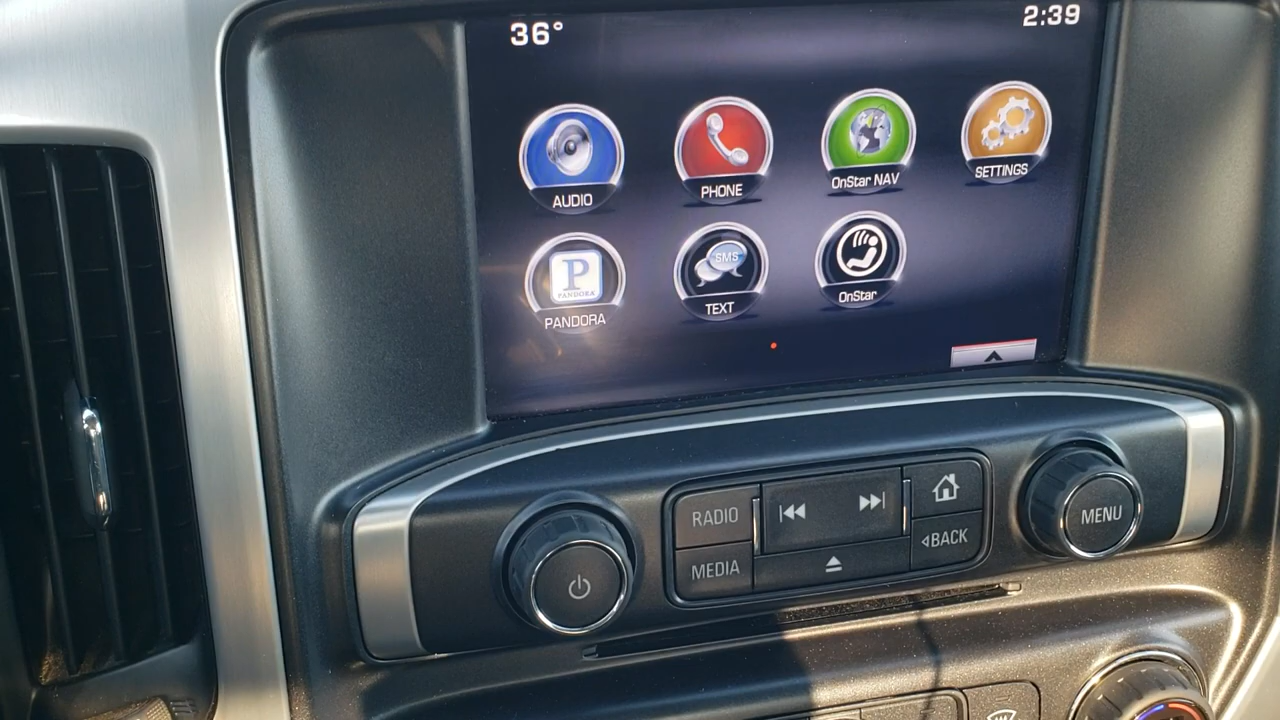 36°
2:39
AUDIO
PHONE
OnStar NAV
SETTINGS
P
PANDORA
PANDORA
SMS
TEXT
OnStar
RADIO
MEDIA
BACK
MENU